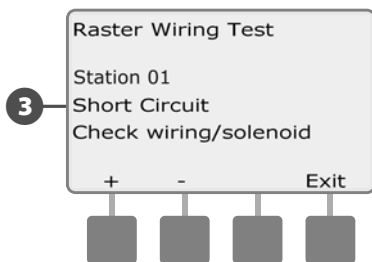 Raster Wiring Test
Station 01
3
Short Circuit
Check wiring/solenoid
+ - Exit